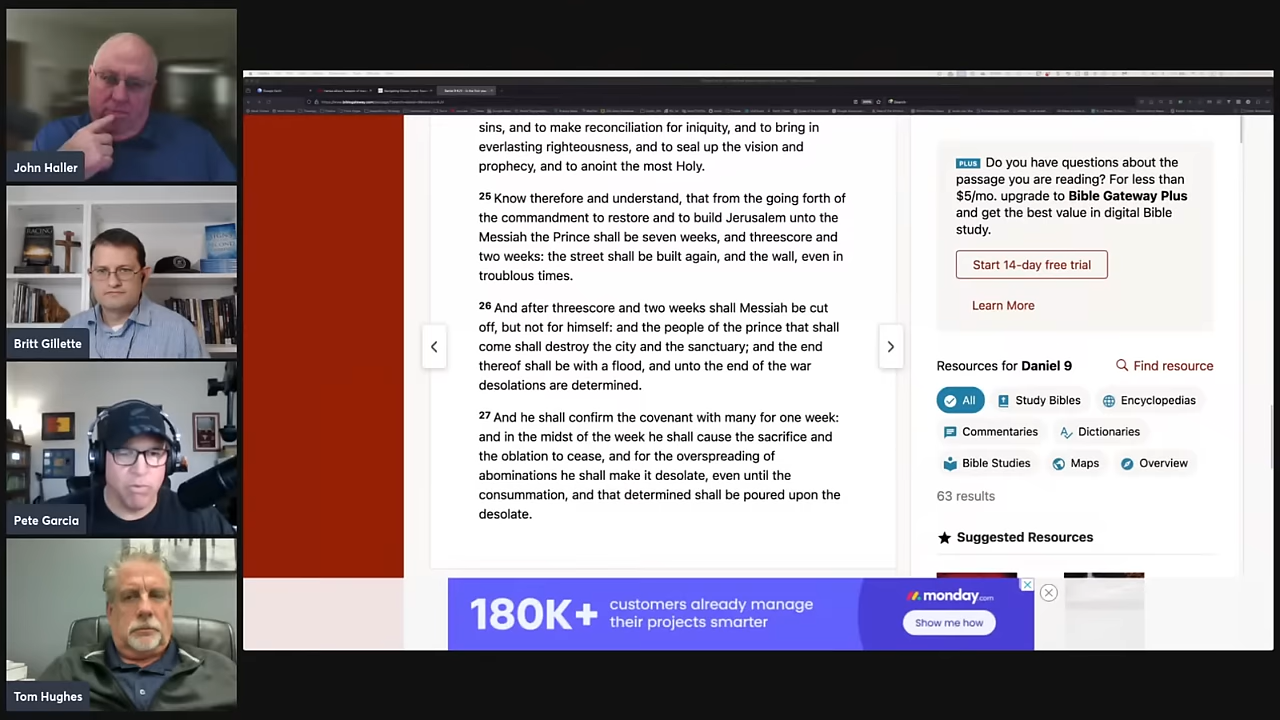 John Haller
Britt Gillette
Pete Garcia
Tom Hughes
RACING
sins, and to make reconciliation for iniquity, and to bring in
everlasting righteousness, and to seal up the vision and
prophecy, and to anoint the most Holy.
25 Know therefore and understand, that from the going forth of
the commandment to restore and to build Jerusalem unto the
Messiah the Prince shall be seven weeks, and threescore and
two weeks: the street shall be built again, and the wall, even in
troublous times.
26 And after threescore and two weeks shall Messiah be cut
off, but not for himself: and the people of the prince that shall
come shall destroy the city and the sanctuary; and the end
thereof shall be with a flood, and unto the end of the war
desolations are determined.
27 And he shall confirm the covenant with many for one week:
and in the midst of the week he shall cause the sacrifice and
the oblation to cease, and for the overspreading of
abominations he shall make it desolate, even until the
consummation, and that determined shall be poured upon the
desolate.
PLUS Do you have questions about the
passage you are reading? For less than
$5/mo. upgrade to Bible Gateway Plus
and get the best value in digital Bible
study.
Start 14-day free trial
Learn More
Resources for Daniel 9
Find resource
All
Study Bibles
Encyclopedias
Commentaries
Dictionaries
Bible Studies
Maps
Overview
63 results
Suggested Resources
180K+
customers already manage
their projects smarter
monday.com
Show me how